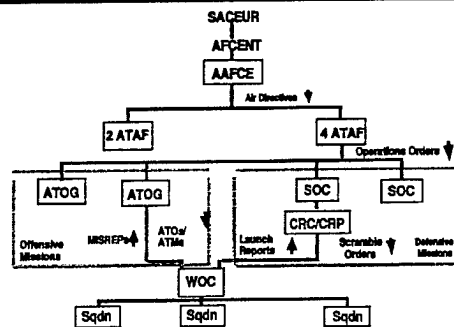 SACEUR
AFCENT
AAFCE
Air Directives
2 ATAF
4 ATAF
Operations Orders
ATOG
ATOG
SOC
SOC
CRC/CRP
Offensive
Missions
MISREPs
ATOs/
ATMs
Launch
Reports
Scramble
Orders
Defensive
Missions
WOC
Sqdn
Sqdn
Sqdn